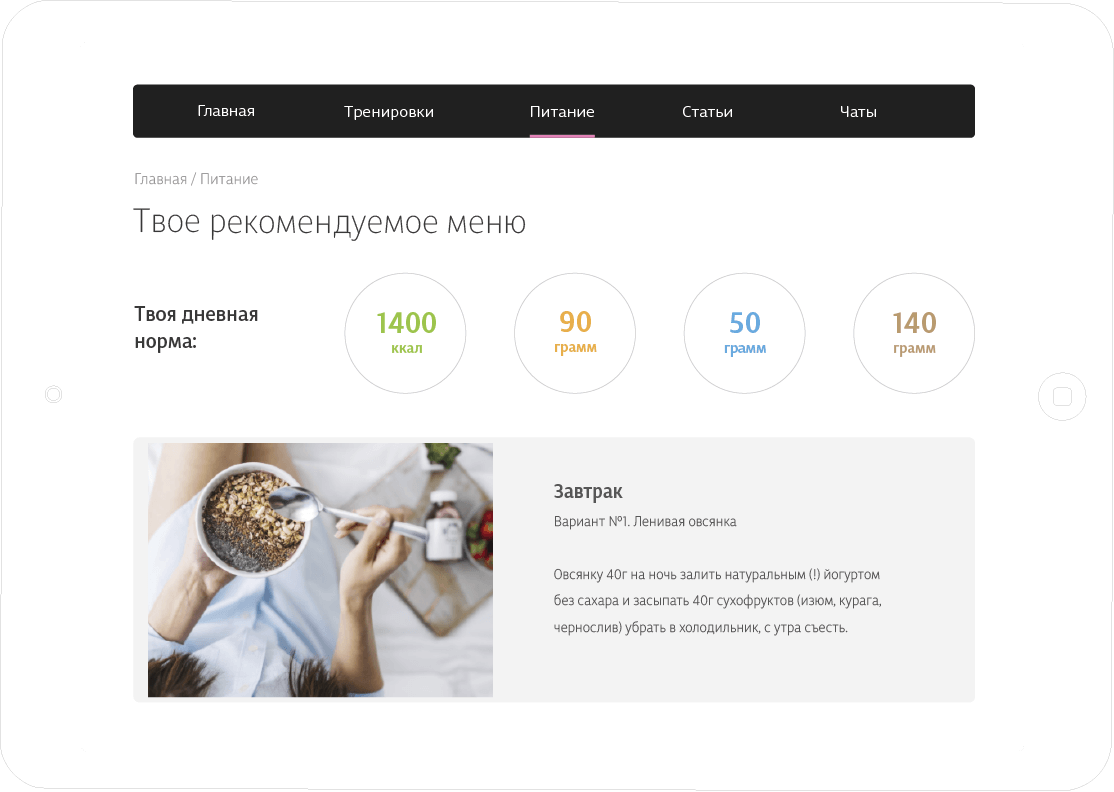 Главная Тренировки Питание Статьи Чаты
Главная / Питание
Твое рекомендуемое меню
Твоя дневная
норма:
1400
ккал
90
грамм
50
грамм
140
грамм
Завтрак
Вариант №1. Ленивая овсянка
Овсянку 40г на ночь залить натуральным (!) йогуртом
без сахара и засыпать 40г сухофруктов (изюм, курага,
чернослив) убрать в холодильник, с утра съесть.